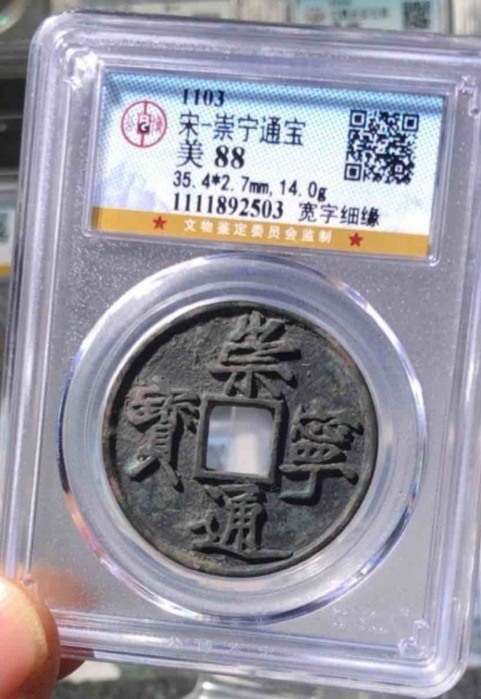 1103
宋-崇宁通宝
美 88
35.4*2.7mm,14.0g
1111892503 宽字细缘
文物鉴定委员会监制
崇
寶 寧
通